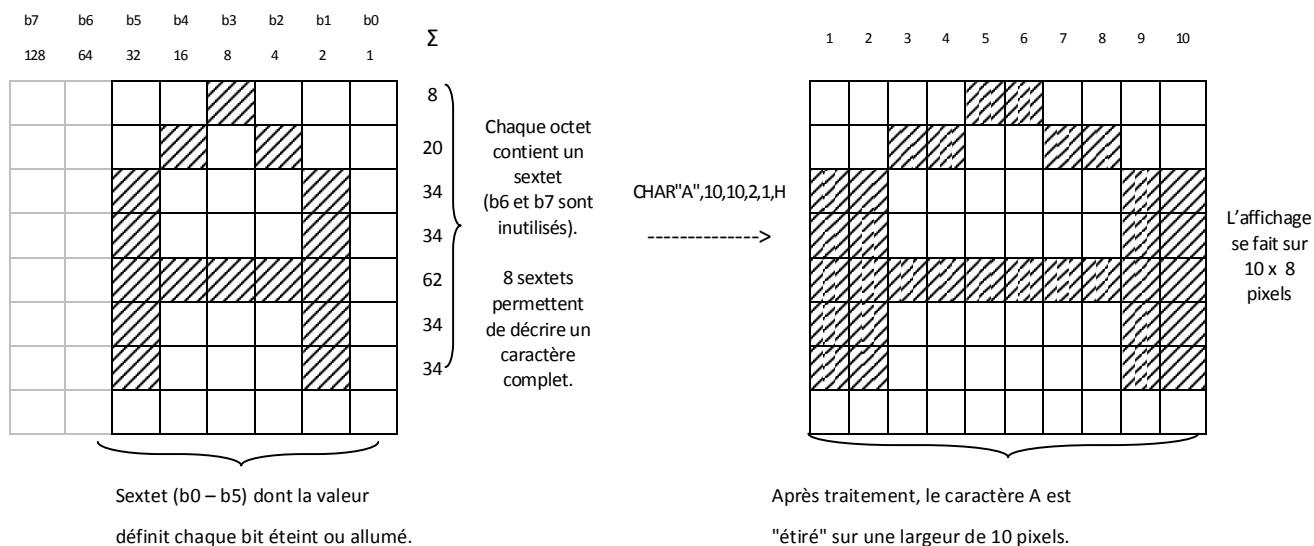 b7 b6 b5 b4 b3 b2 b1 b0
128 64 32 16 8 4 2 1
Σ
8
20
34
34
62
34
34
Chaque octet
contient un
sextet
(b6 et b7 sont
inutilisés).
8 sextets
permettent
de décrire un
caractère
complet.
Sextet (b0 – b5) dont la valeur
définit chaque bit éteint ou allumé.
CHAR"A",10,10,2,1,H
------------->
1 2 3 4 5 6 7 8 9 10
L'affichage
se fait sur
10 x 8
pixels
Après traitement, le caractère A est
"étiré" sur une largeur de 10 pixels.